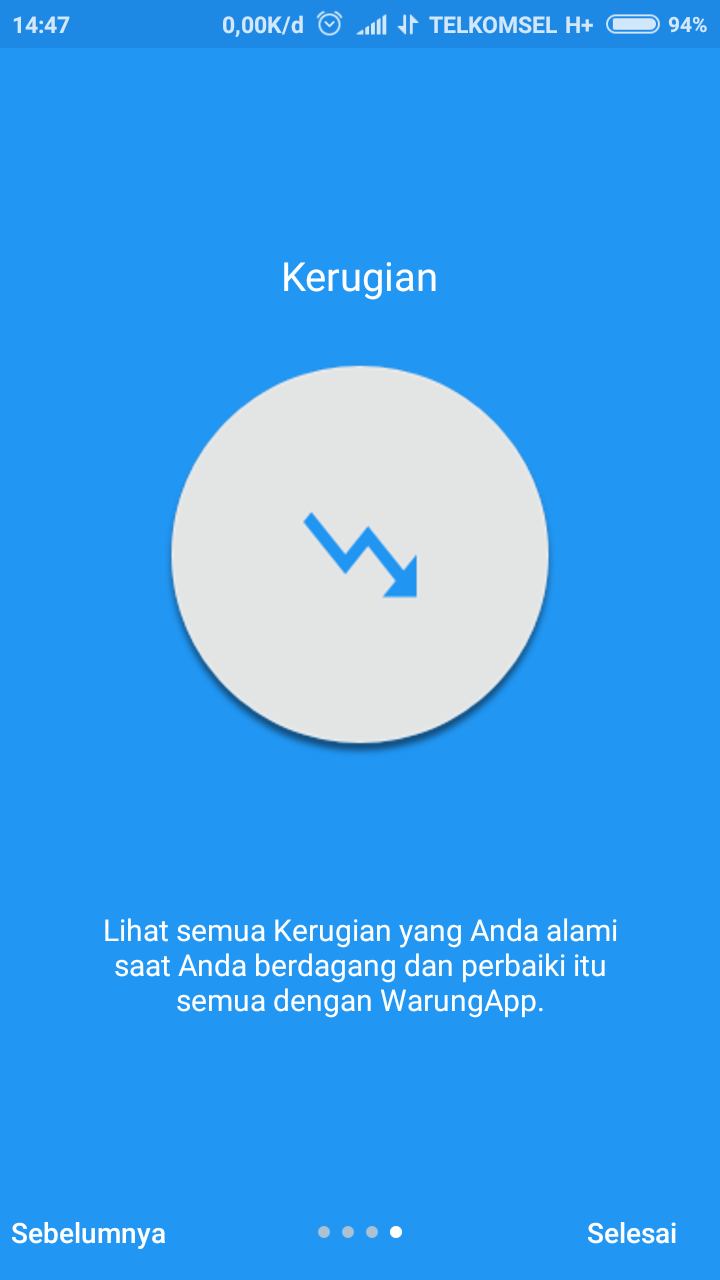 14:47 0,00K/d TELKOMSEL H+ 94%
Kerugian
Lihat semua Kerugian yang Anda alami
saat Anda berdagang dan perbaiki itu
semua dengan WarungApp.
Sebelumnya Selesai